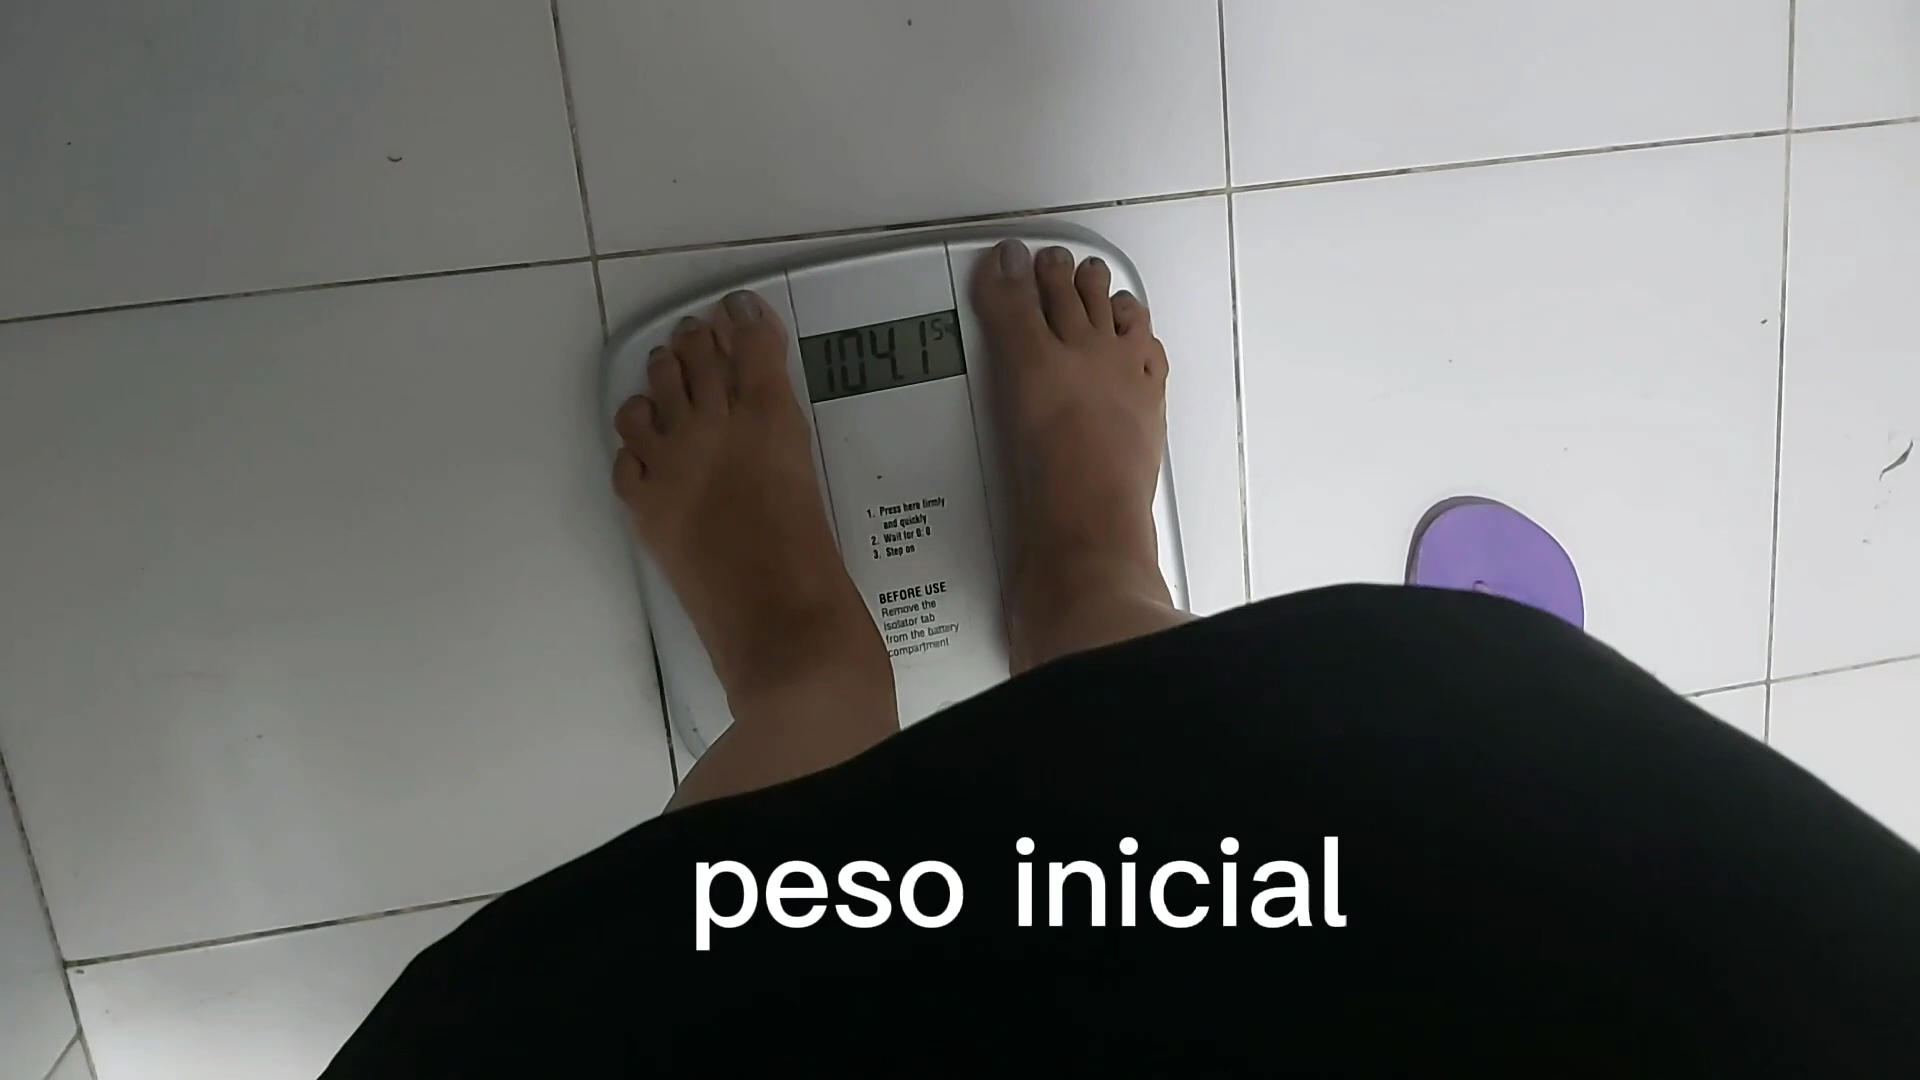 104.1
1. Press here firmly
and quickly
2. Wait for 0.0
3. Step on
BEFORE USE
Remove the
isolator tab
from the battery
compartment
peso inicial